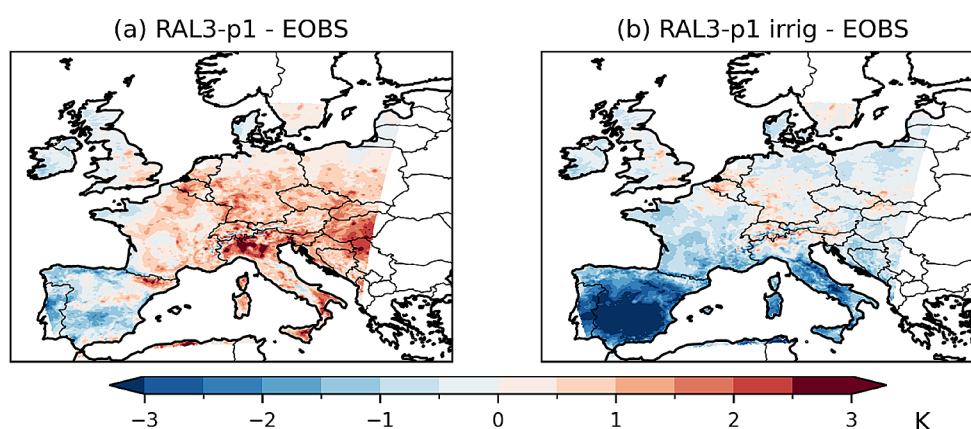 (a) RAL3-p1 - EOBS
(b) RAL3-p1 irrig - EOBS
−3 −2 −1 0 1 2 3 K